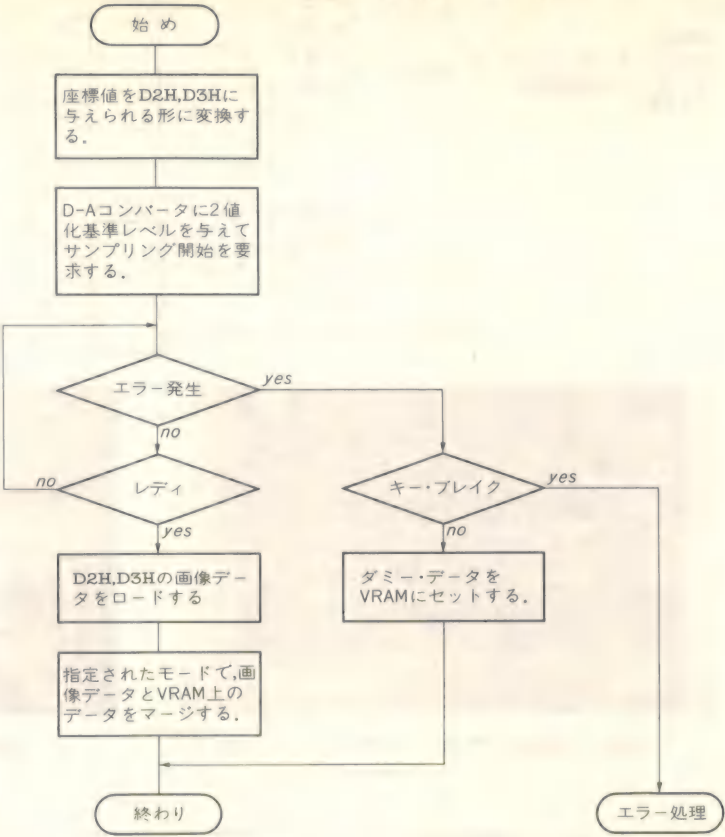 始め
座標値をD2H,D3Hに
与えられる形に変換す
る.
D-Aコンバータに2値
化基準レベルを与えて
サンプリング開始を要
求する.
エラー発生
yes
no
レディ
no
yes
キー・ブレイク
yes
no
D2H,D3Hの画像デー
タをロードする
ダミー・データを
VRAMにセットする.
指定されたモードで,画
像データとVRAM上の
データをマージする.
終わり
エラー処理